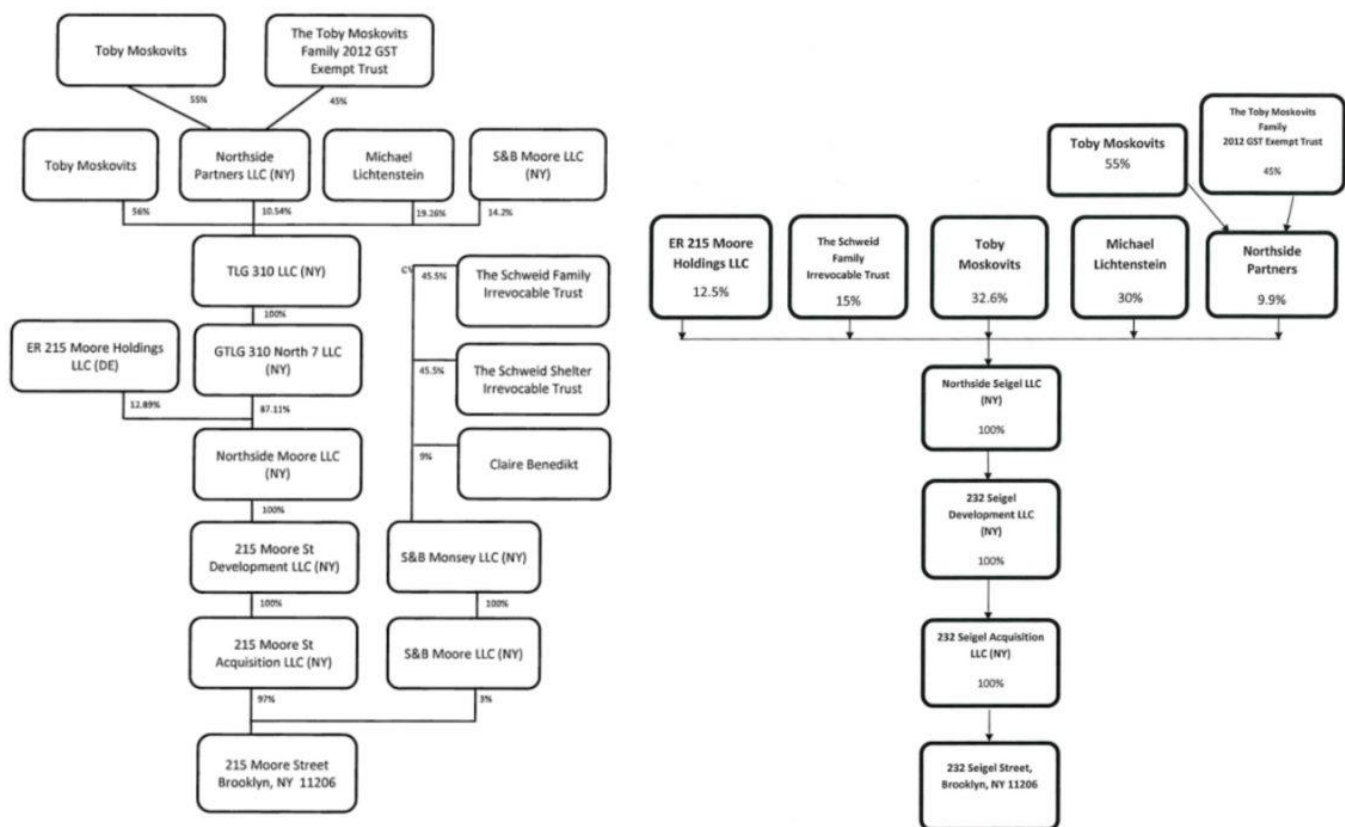 Toby Moskovits
The Toby Moskovits
Family 2012 GST
Exempt Trust
55%
45%
Toby Moskovits
Northside
Partners LLC (NY)
Michael
Lichtenstein
S&B Moore LLC
(NY)
56%
10.54%
19.26%
14.2%
TLG 310 LLC (NY)
100%
ER 215 Moore Holdings
LLC (DE)
GTLG 310 North 7 LLC
(NY)
12.89%
87.11%
Northside Moore LLC
(NY)
100%
215 Moore St
Development LLC (NY)
100%
215 Moore St
Acquisition LLC (NY)
97%
45.5%
The Schweid Family
Irrevocable Trust
45.5%
The Schweid Shelter
Irrevocable Trust
9%
Claire Benedikt
S&B Monsey LLC (NY)
100%
S&B Moore LLC (NY)
3%
215 Moore Street
Brooklyn, NY 11206
Toby Moskovits
55%
The Toby Moskovits
Family
2012 GST Exempt Trust
45%
ER 215 Moore
Holdings LLC
12.5%
The Schweid
Family
Irrevocable Trust
15%
Toby
Moskovits
32.6%
Michael
Lichtenstein
30%
Northside
Partners
9.9%
Northside Seigel LLC
(NY)
100%
232 Seigel
Development LLC
(NY)
100%
232 Seigel Acquisition
LLC (NY)
100%
232 Seigel Street,
Brooklyn, NY 11206